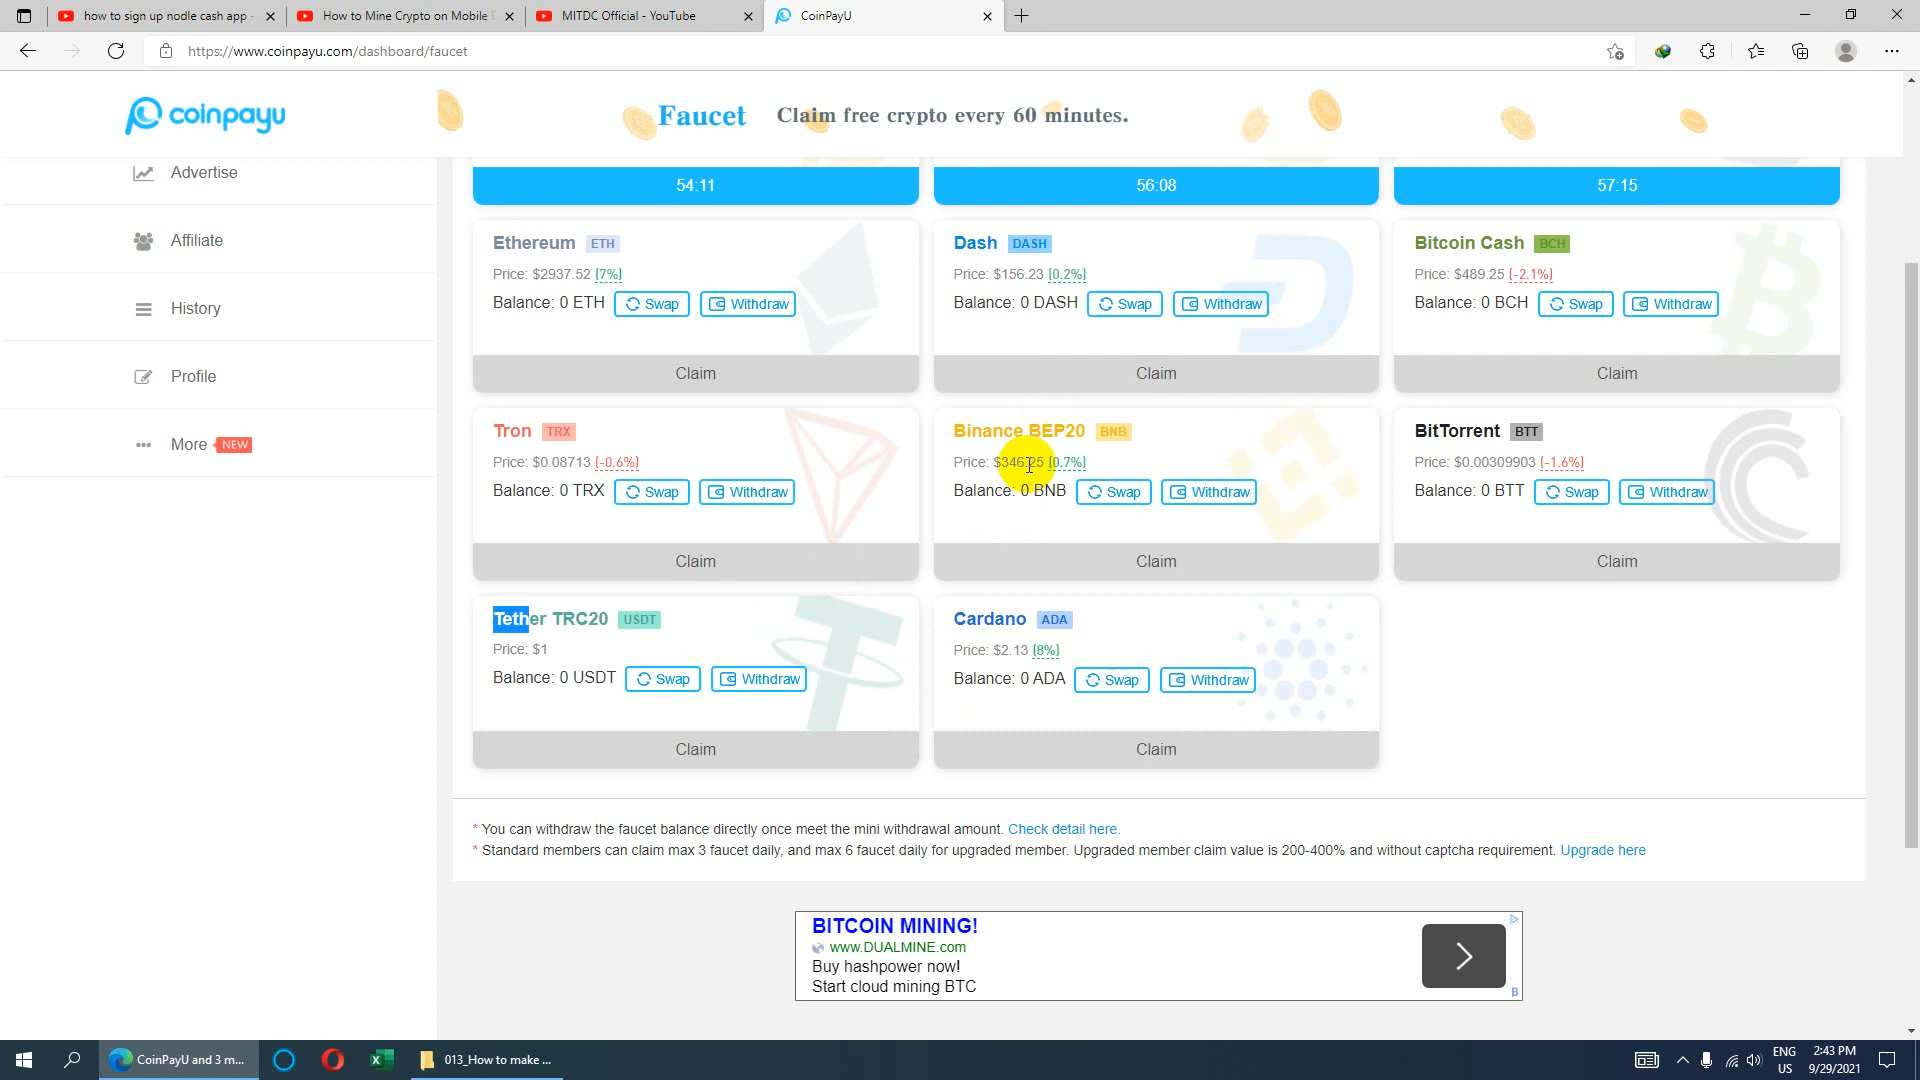 how to sign up nodle cash app -
How to Mine Crypto on Mobile
MITDC Official - YouTube
CoinPayU
https://www.coinpayu.com/dashboard/faucet
coinpayu
Faucet Claim free crypto every 60 minutes.
Advertise
Affiliate
History
Profile
More NEW
54:11
56:08
57:15
Ethereum ETH
Price: $2937.52 (7%)
Balance: 0 ETH Swap Withdraw
Claim
Dash DASH
Price: $156.23 (0.2%)
Balance: 0 DASH Swap Withdraw
Claim
Bitcoin Cash BCH
Price: $489.25 (-2.1%)
Balance: 0 BCH Swap Withdraw
Claim
Tron TRX
Price: $0.08713 (-0.6%)
Balance: 0 TRX Swap Withdraw
Claim
Binance BEP20 BNB
Price: $346.25 (0.7%)
Balance: 0 BNB Swap Withdraw
Claim
BitTorrent BTT
Price: $0.00309903 (-1.6%)
Balance: 0 BTT Swap Withdraw
Claim
Tether TRC20 USDT
Price: $1
Balance: 0 USDT Swap Withdraw
Claim
Cardano ADA
Price: $2.13 (8%)
Balance: 0 ADA Swap Withdraw
Claim
* You can withdraw the faucet balance directly once meet the mini withdrawal amount. Check detail here.
* Standard members can claim max 3 faucet daily, and max 6 faucet daily for upgraded member. Upgraded member claim value is 200-400% and without captcha requirement. Upgrade here
BITCOIN MINING!
www.DUALMINE.com
Buy hashpower now!
Start cloud mining BTC
CoinPayU and 3 m...
013_How to make ...
ENG
US
2:43 PM
9/29/2021